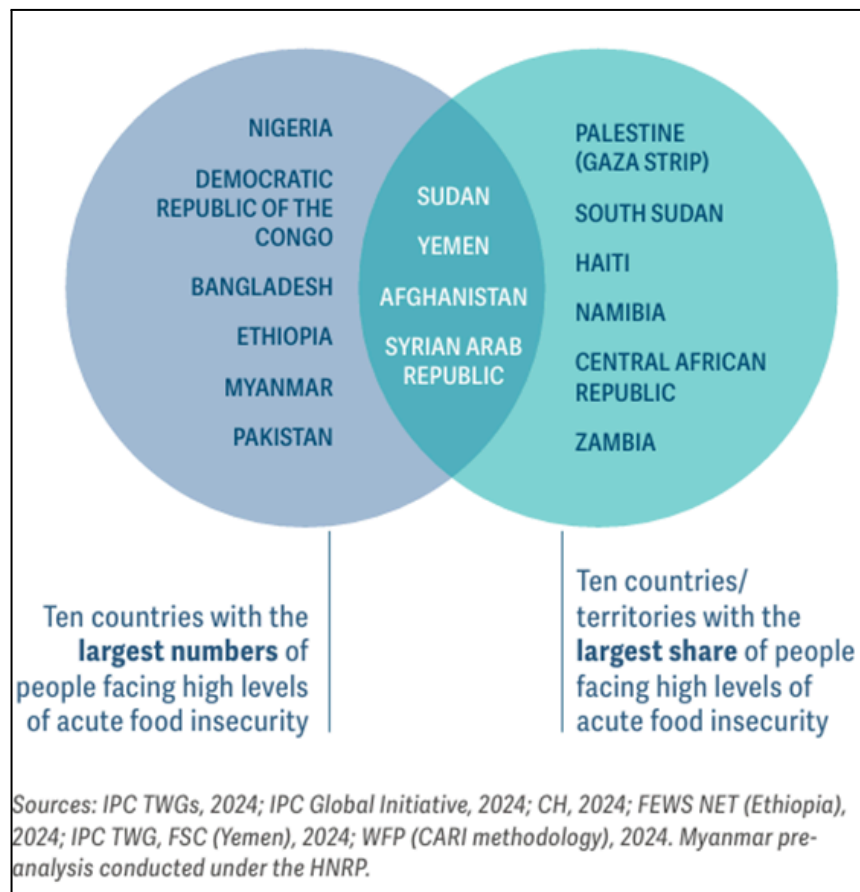 NIGERIA
DEMOCRATIC
REPUBLIC OF THE
CONGO
BANGLADESH
ETHIOPIA
MYANMAR
PAKISTAN
SUDAN
YEMEN
AFGHANISTAN
SYRIAN ARAB
REPUBLIC
PALESTINE
(GAZA STRIP)
SOUTH SUDAN
HAITI
NAMIBIA
CENTRAL AFRICAN
REPUBLIC
ZAMBIA
Ten countries with the
largest numbers of
people facing high levels
of acute food insecurity
Ten countries/
territories with the
largest share of people
facing high levels of
acute food insecurity
Sources: IPC TWGs, 2024; IPC Global Initiative, 2024; CH, 2024; FEWS NET (Ethiopia),
2024; IPC TWG, FSC (Yemen), 2024; WFP (CARI methodology), 2024. Myanmar pre-
analysis conducted under the HNRP.